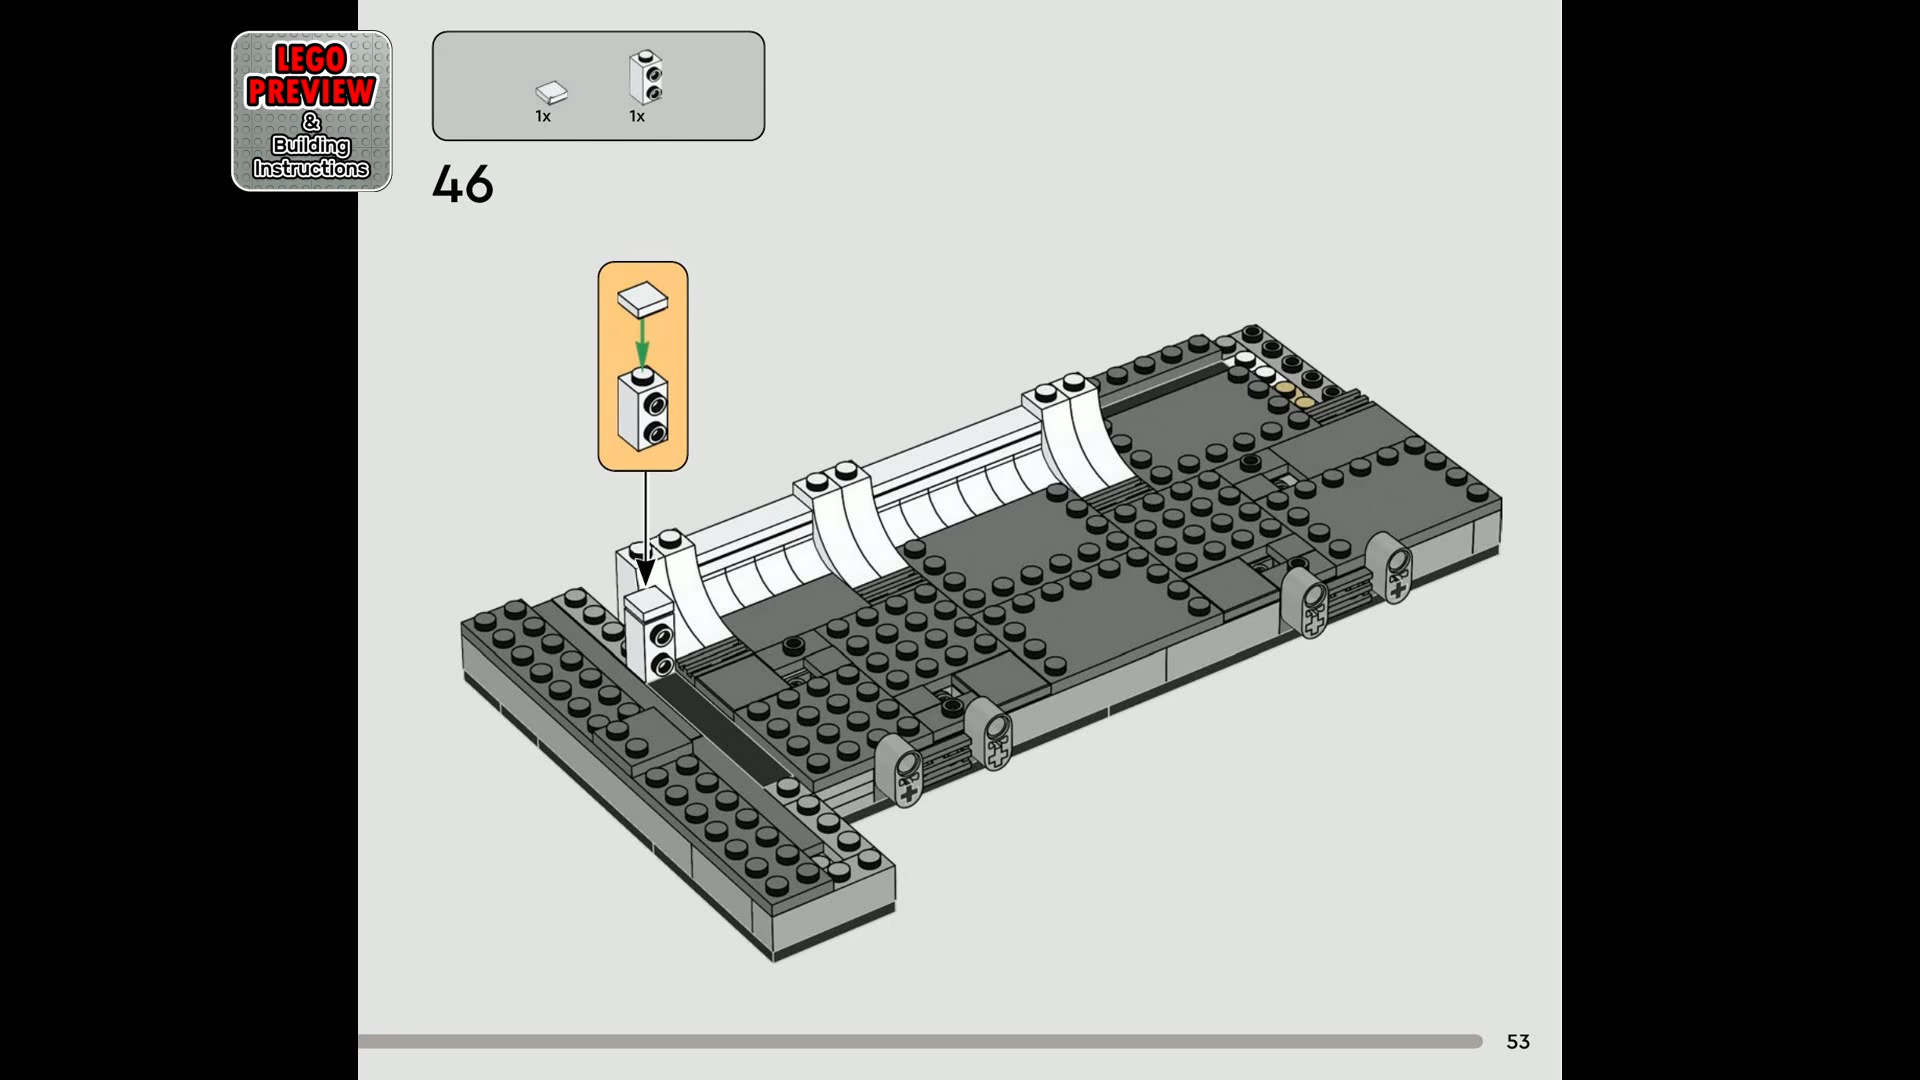 LEGO
PREVIEW
&
Building
Instructions
1x 1x
46
53